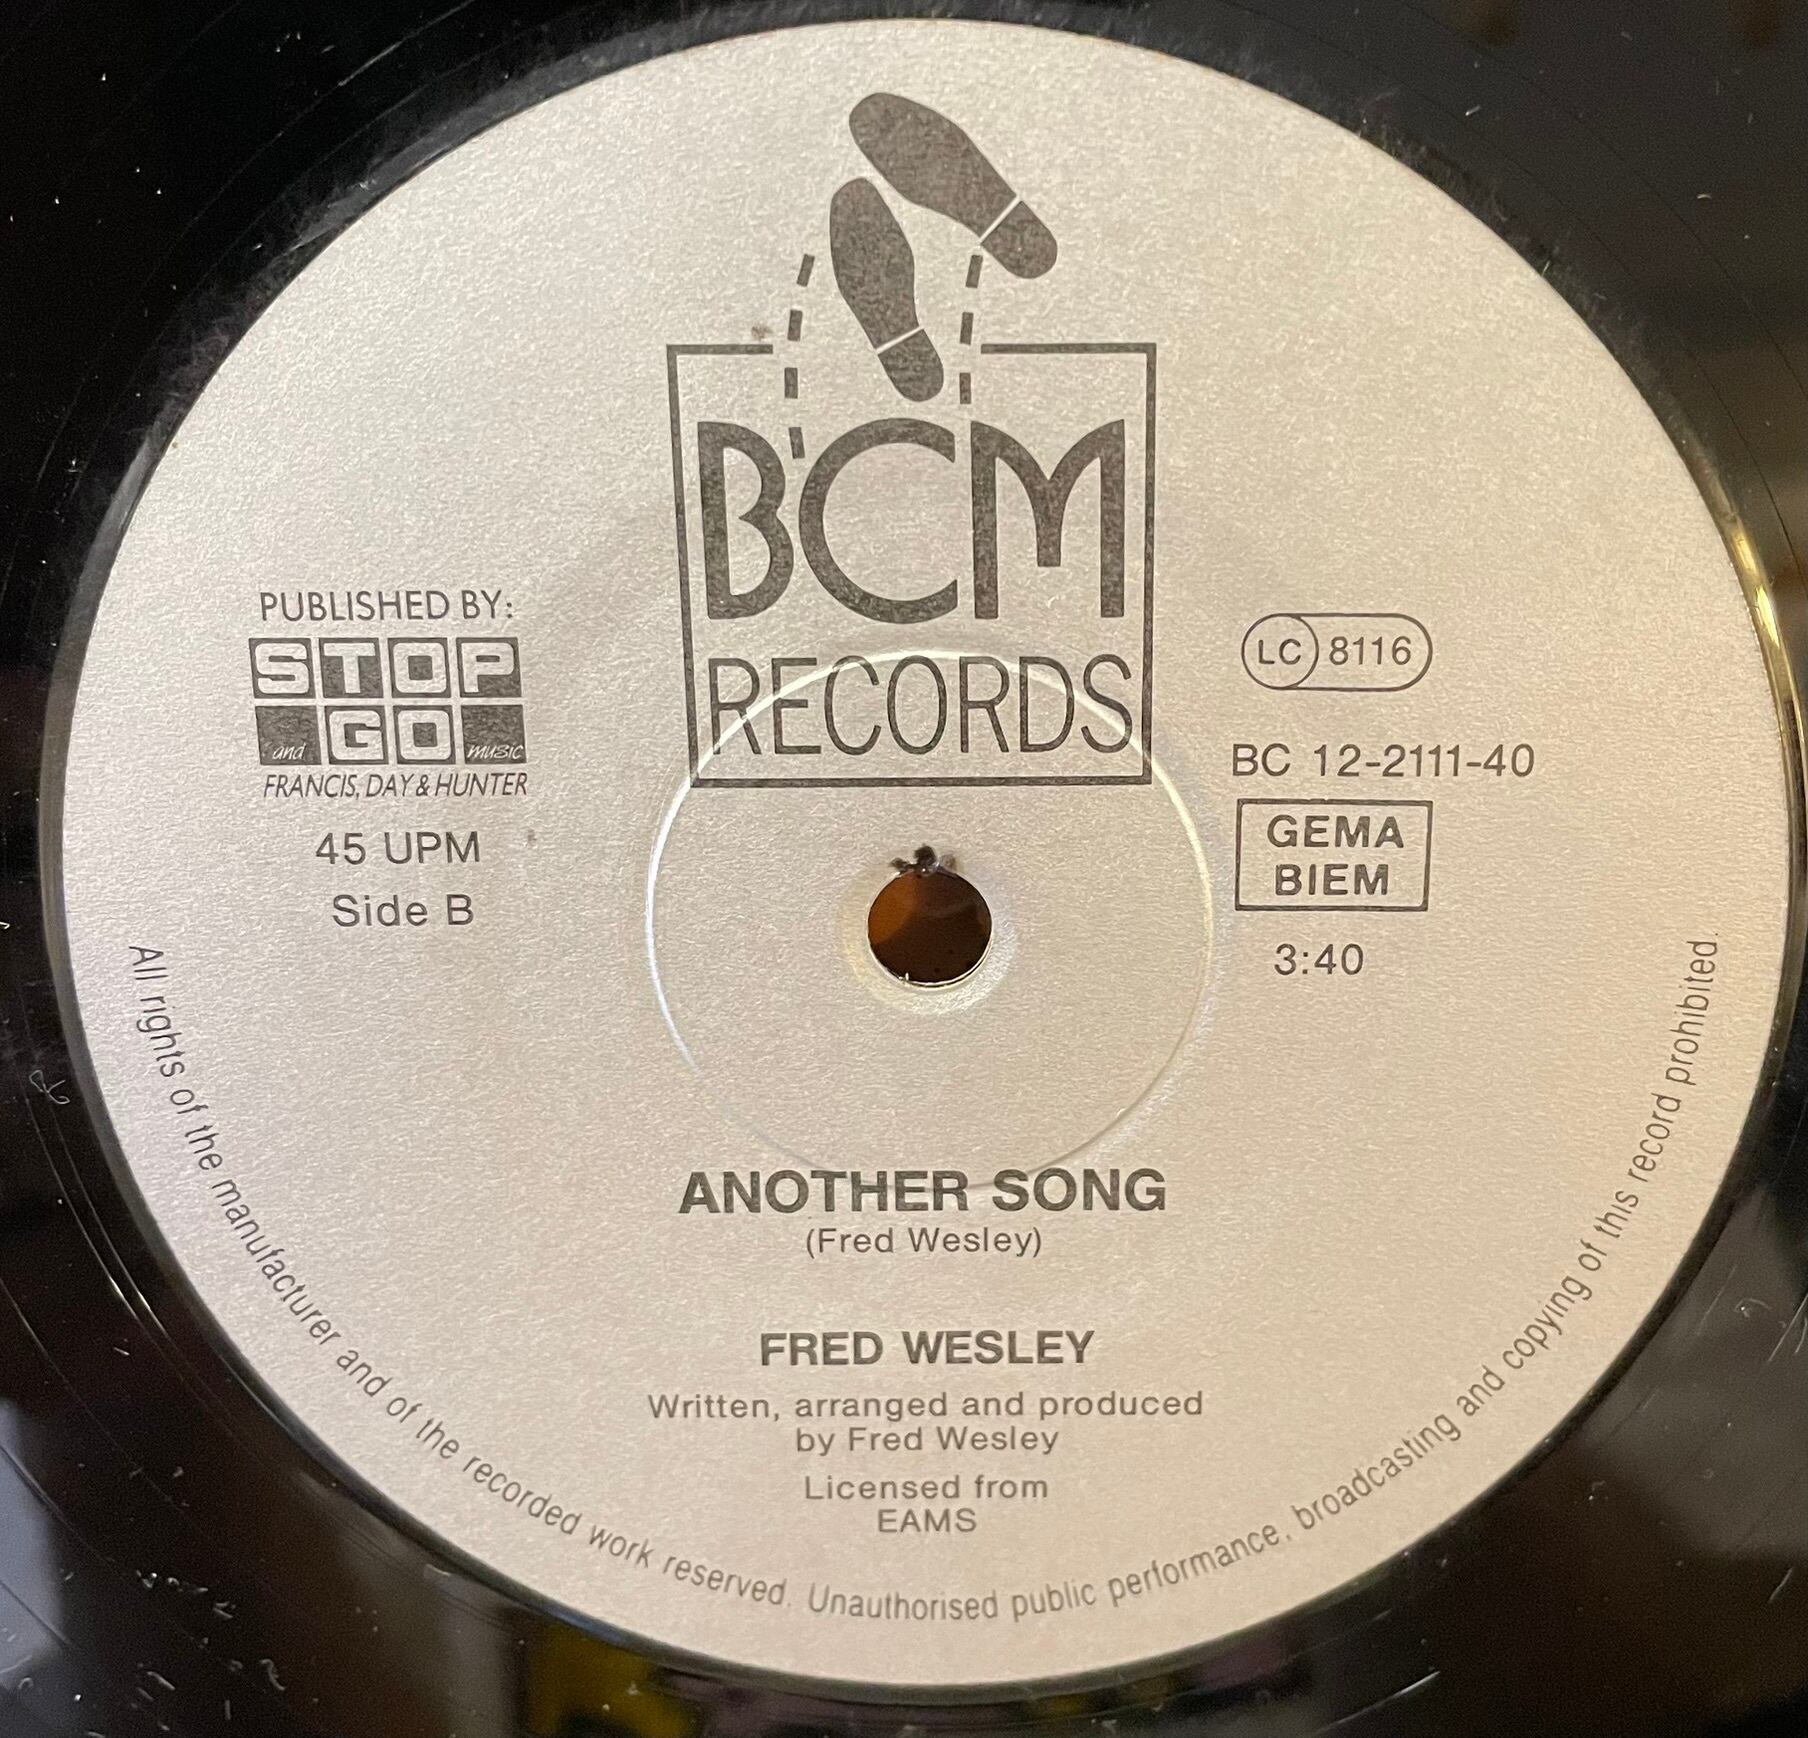 BCM
RECORDS
PUBLISHED BY:
STOP
and GO music
FRANCIS, DAY & HUNTER
45 UPM
Side B
LC 8116
BC 12-2111-40
GEMA
BIEM
3:40
ANOTHER SONG
(Fred Wesley)
FRED WESLEY
Written, arranged and produced
by Fred Wesley
Licensed from
EAMS
All rights of the manufacturer and of the recorded work reserved. Unauthorised public performance, broadcasting and copying of this record prohibited.